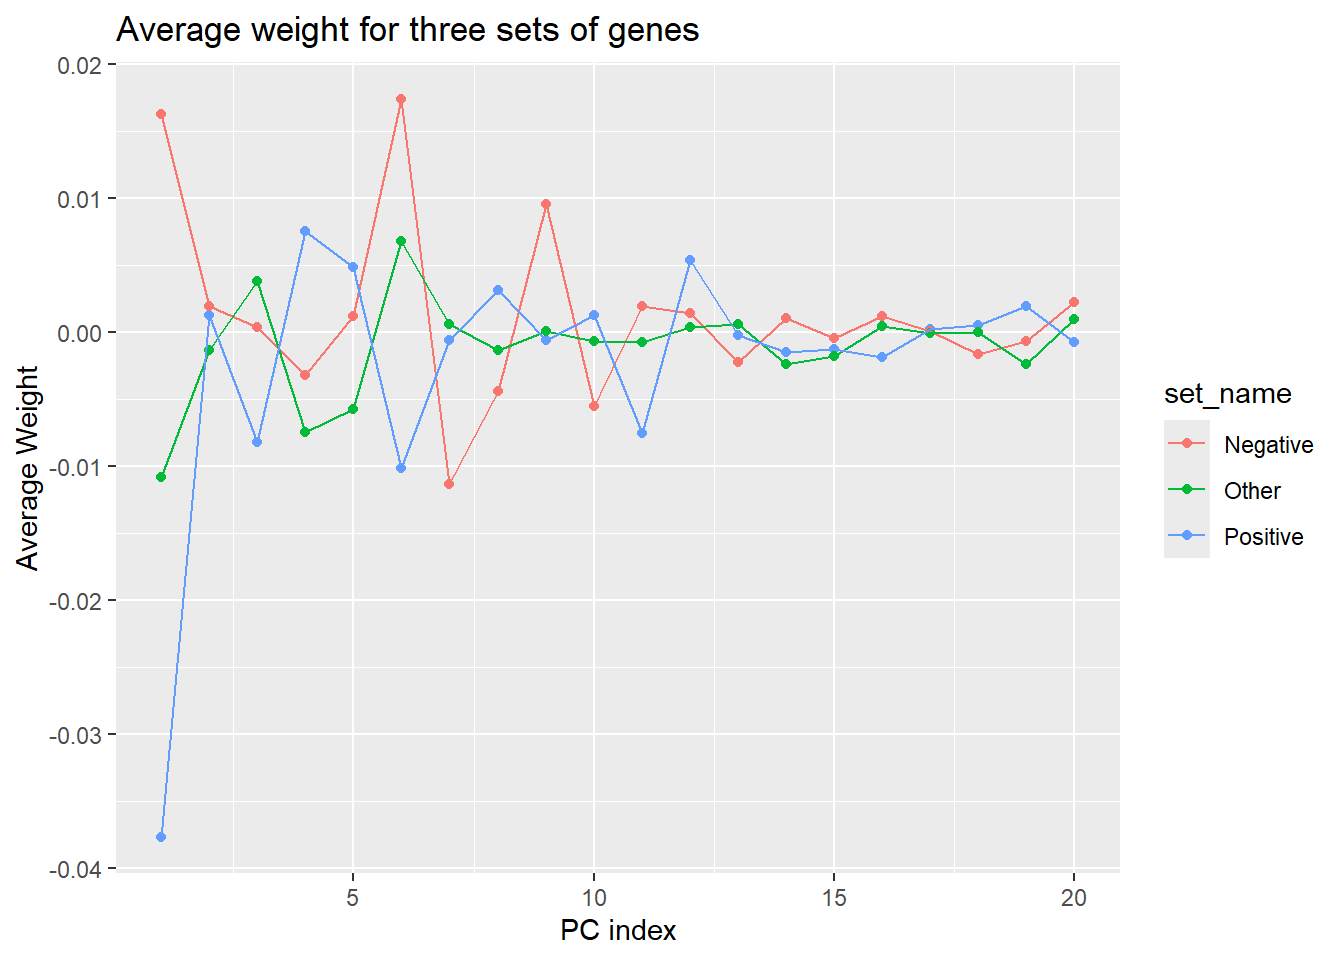 Average weight for three sets of genes
0.02
0.01
0.00
-0.01
-0.02
-0.03
-0.04
Average Weight
5 10 15 20
PC index
set_name
Negative
Other
Positive